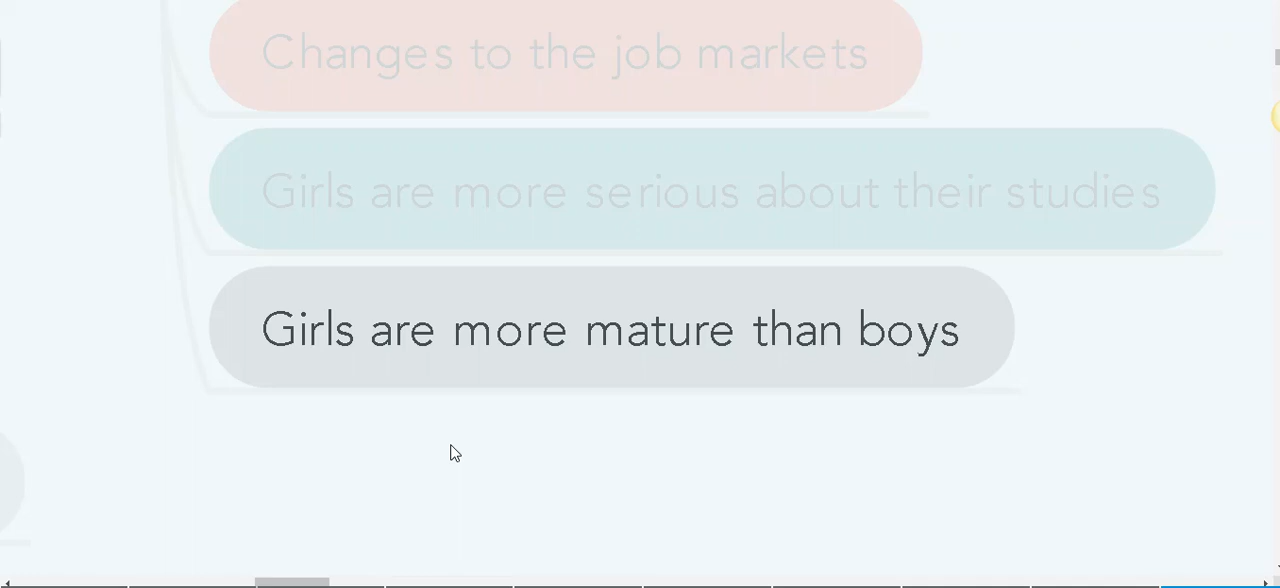 Changes to the job markets
Girls are more serious about their studies
Girls are more mature than boys